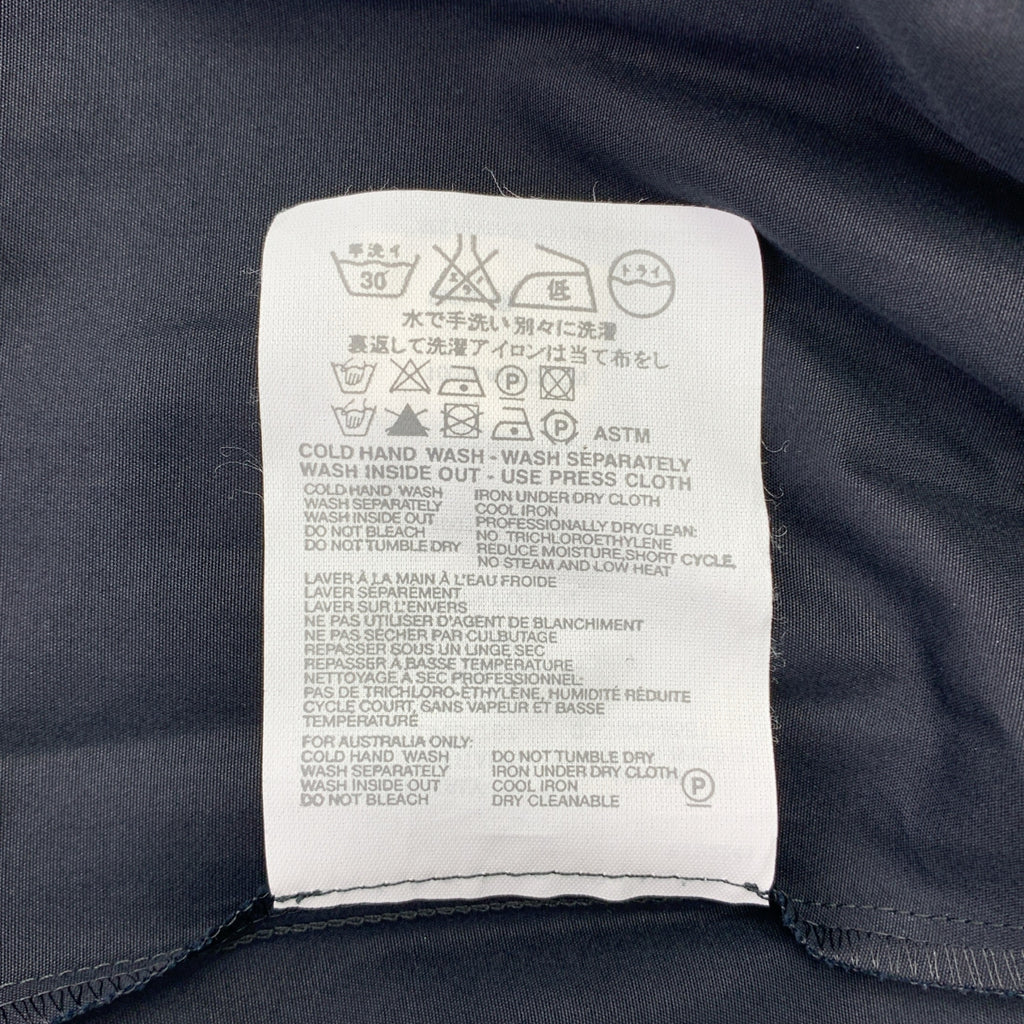 手洗イ
30
エンソ
低
ドライ
水で手洗い 別々に洗濯
裏返して洗濯アイロンは当て布をし
P
P ASTM
COLD HAND WASH - WASH SÉPARATELY
WASH INSIDE OUT - USE PRESS CLOTH
COLD HAND WASH
WASH SEPARATELY
WASH INSIDE OUT
DO NOT BLEACH
DO NOT TUMBLE DRY
IRON UNDER DRY CLOTH
COOL IRON
PROFESSIONALLY DRYCLEAN:
NO TRICHLOROETHYLENE
REDUCE MOISTURE,SHORT CYCLE,
NO STEAM AND LOW HEAT
LAVER À LA MAIN À L'EAU FROIDE
LAVER SÉPARÉMENT
LAVER SUR L'ENVERS
NE PAS UTILISER D'AGENT DE BLANCHIMENT
NE PAS SÉCHER PAR CULBUTAGE
REPASSER SOUS UN LINGE SEC
REPASSER À BASSE TEMPÉRATURE
NETTOYAGE À SEC PROFESSIONNEL:
PAS DE TRICHLORO-ÉTHYLÈNE, HUMIDITÉ RÉDUITE
CYCLE COURT, SANS VAPEUR ET BASSE
TEMPÉRATURÉ
FOR AUSTRALIA ONLY:
COLD HAND WASH
WASH SEPARATELY
WASH INSIDE OUT
DO NOT BLEACH
DO NOT TUMBLE DRY
IRON UNDER DRY CLOTH
COOL IRON
DRY CLEANABLE
P